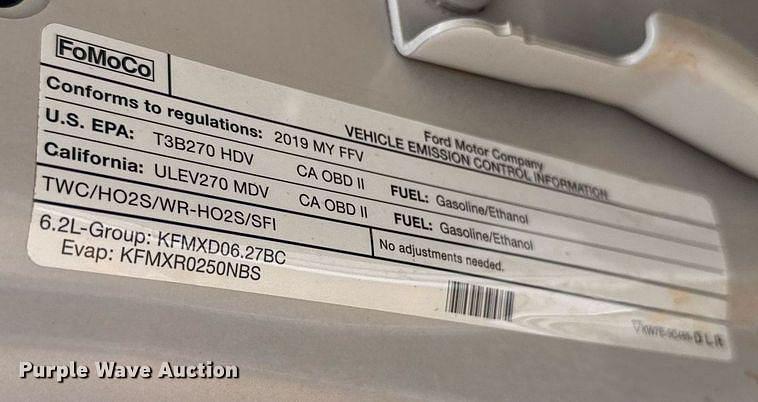 FoMoCo
Ford Motor Company
VEHICLE EMISSION CONTROL INFORMATION
Conforms to regulations: 2019 MY FFV
U.S. EPA: T3B270 HDV CA OBD II FUEL: Gasoline/Ethanol
California: ULEV270 MDV CA OBD II FUEL: Gasoline/Ethanol
TWC/HO2S/WR-HO2S/SFI No adjustments needed.
6.2L-Group: KFMXD06.27BC
Evap: KFMXR0250NBS
Purple Wave Auction